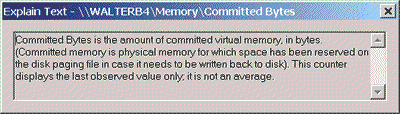 Explain Text - \\WALTERB4\Memory\Committed Bytes
Committed Bytes is the amount of committed virtual memory, in bytes.
(Committed memory is physical memory for which space has been reserved on
the disk paging file in case it needs to be written back to disk). This counter
displays the last observed value only; it is not an average.